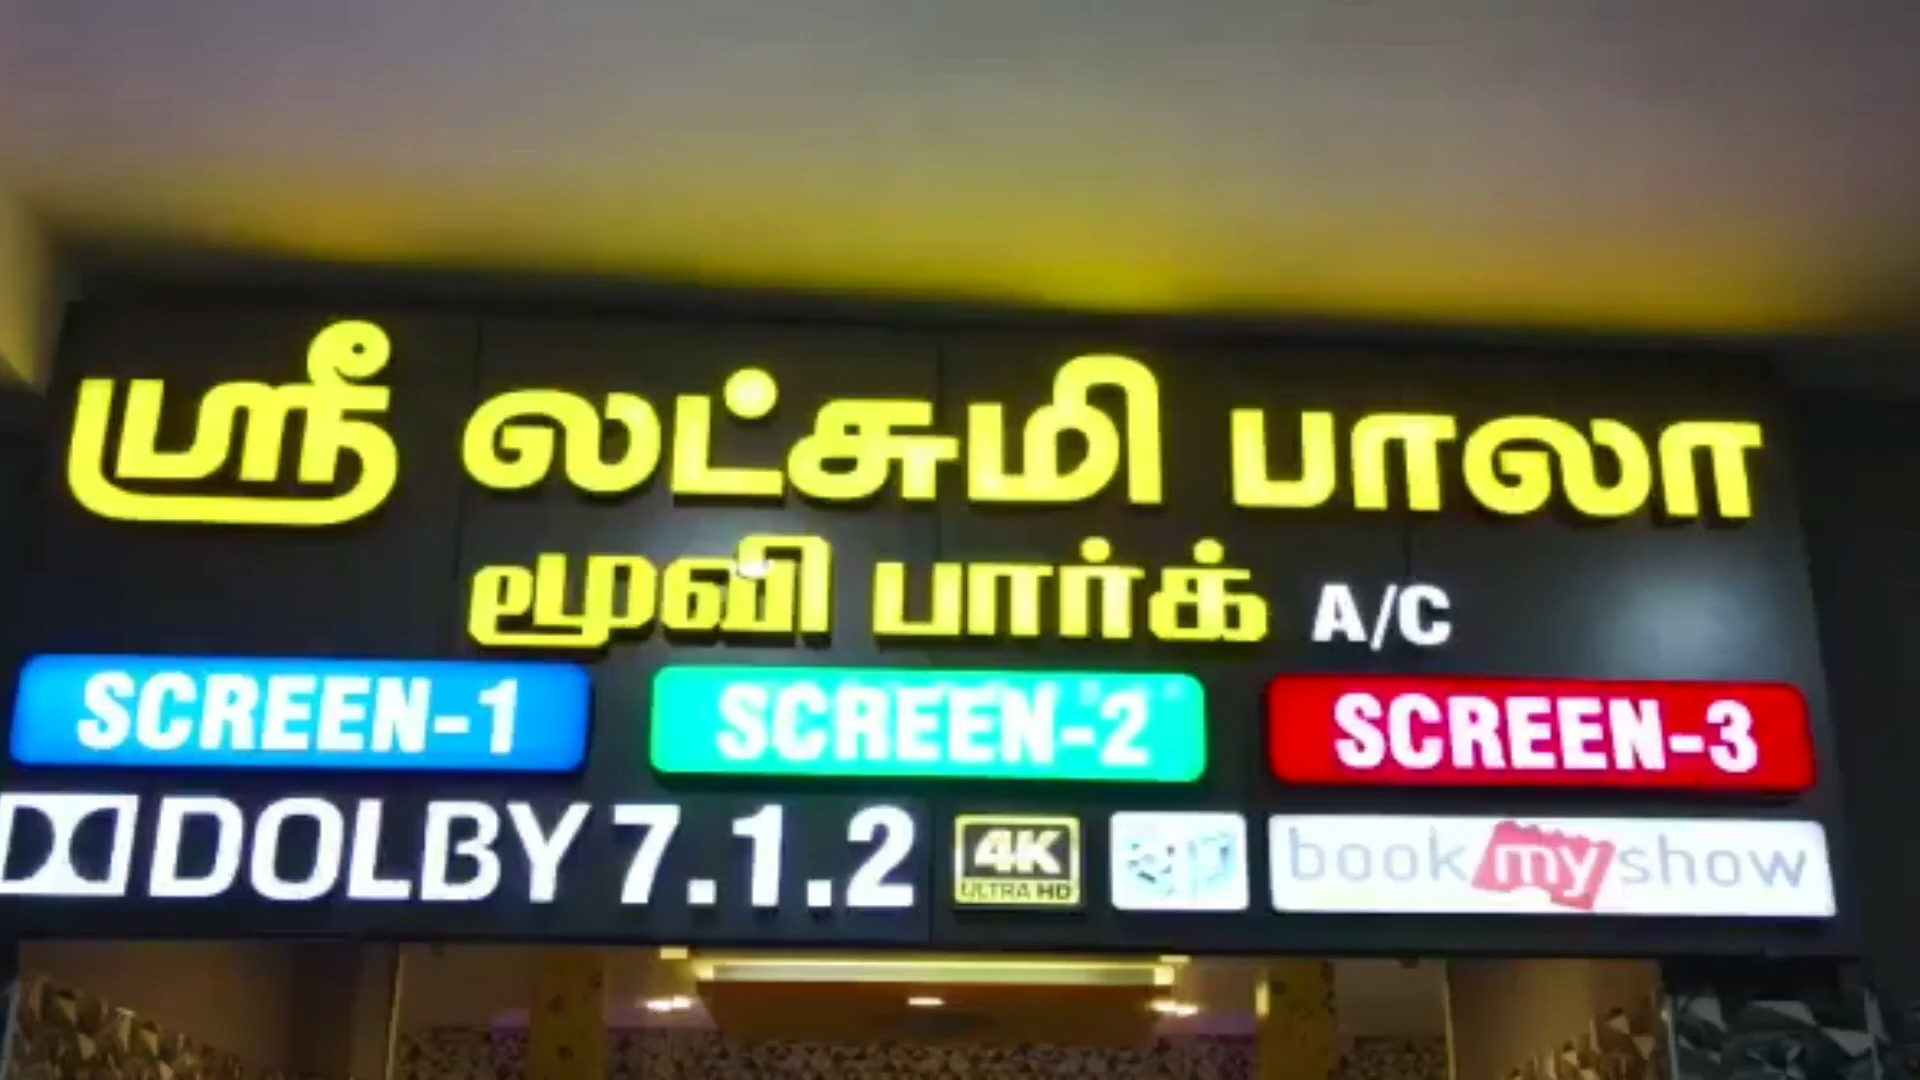 ஸ்ரீ லட்சுமி பாலா
மூவி பார்க் A/C
SCREEN-1 SCREEN-2 SCREEN-3
DOLBY 7.1.2 4K ULTRA HD bookmyshow